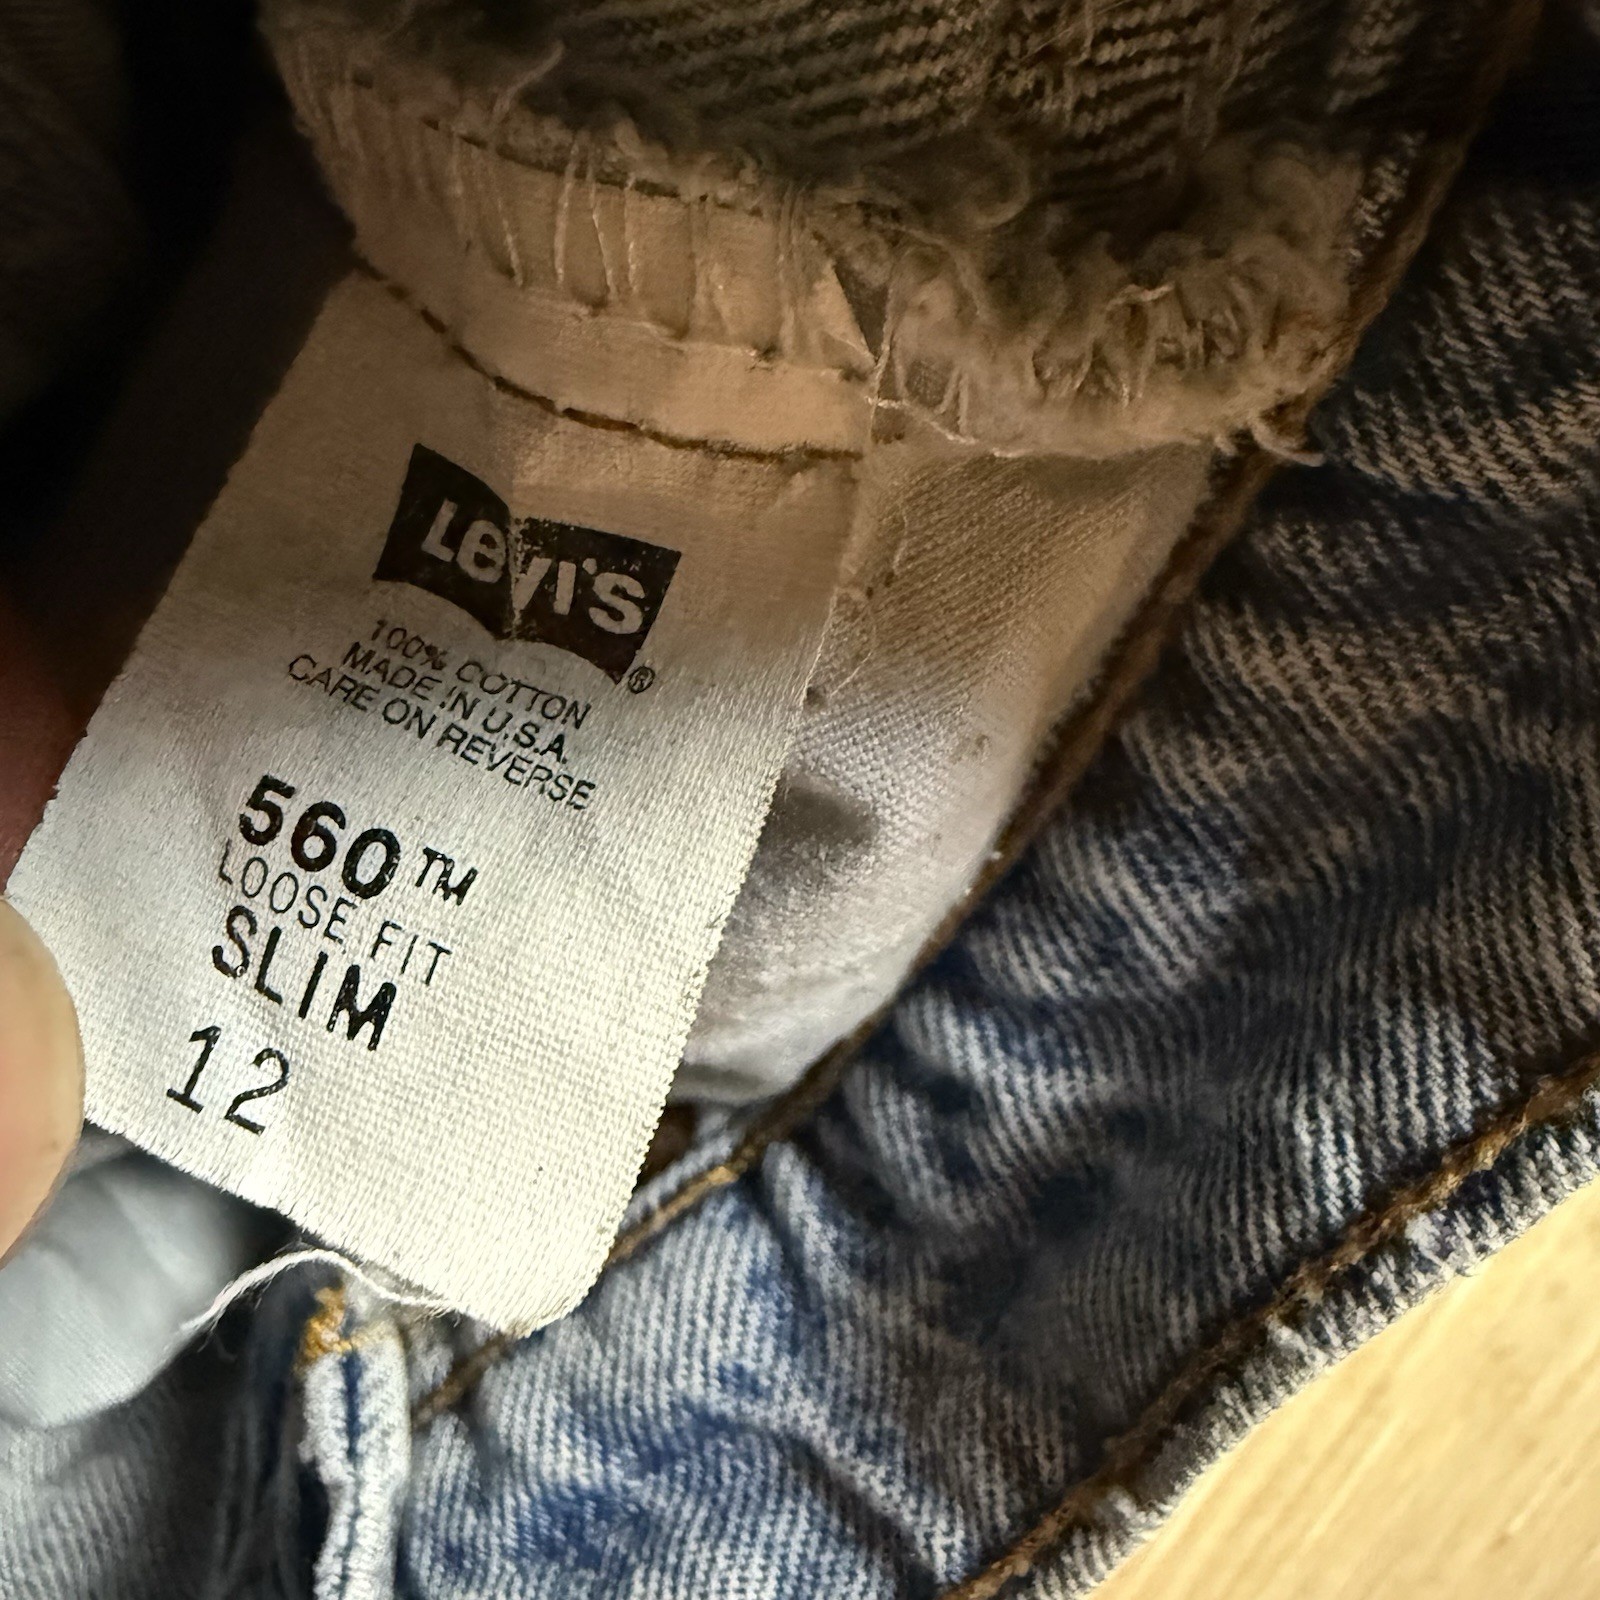 Levi's ®
100% COTTON
MADE IN U.S.A.
CARE ON REVERSE
560™
LOOSE FIT
SLIM
12